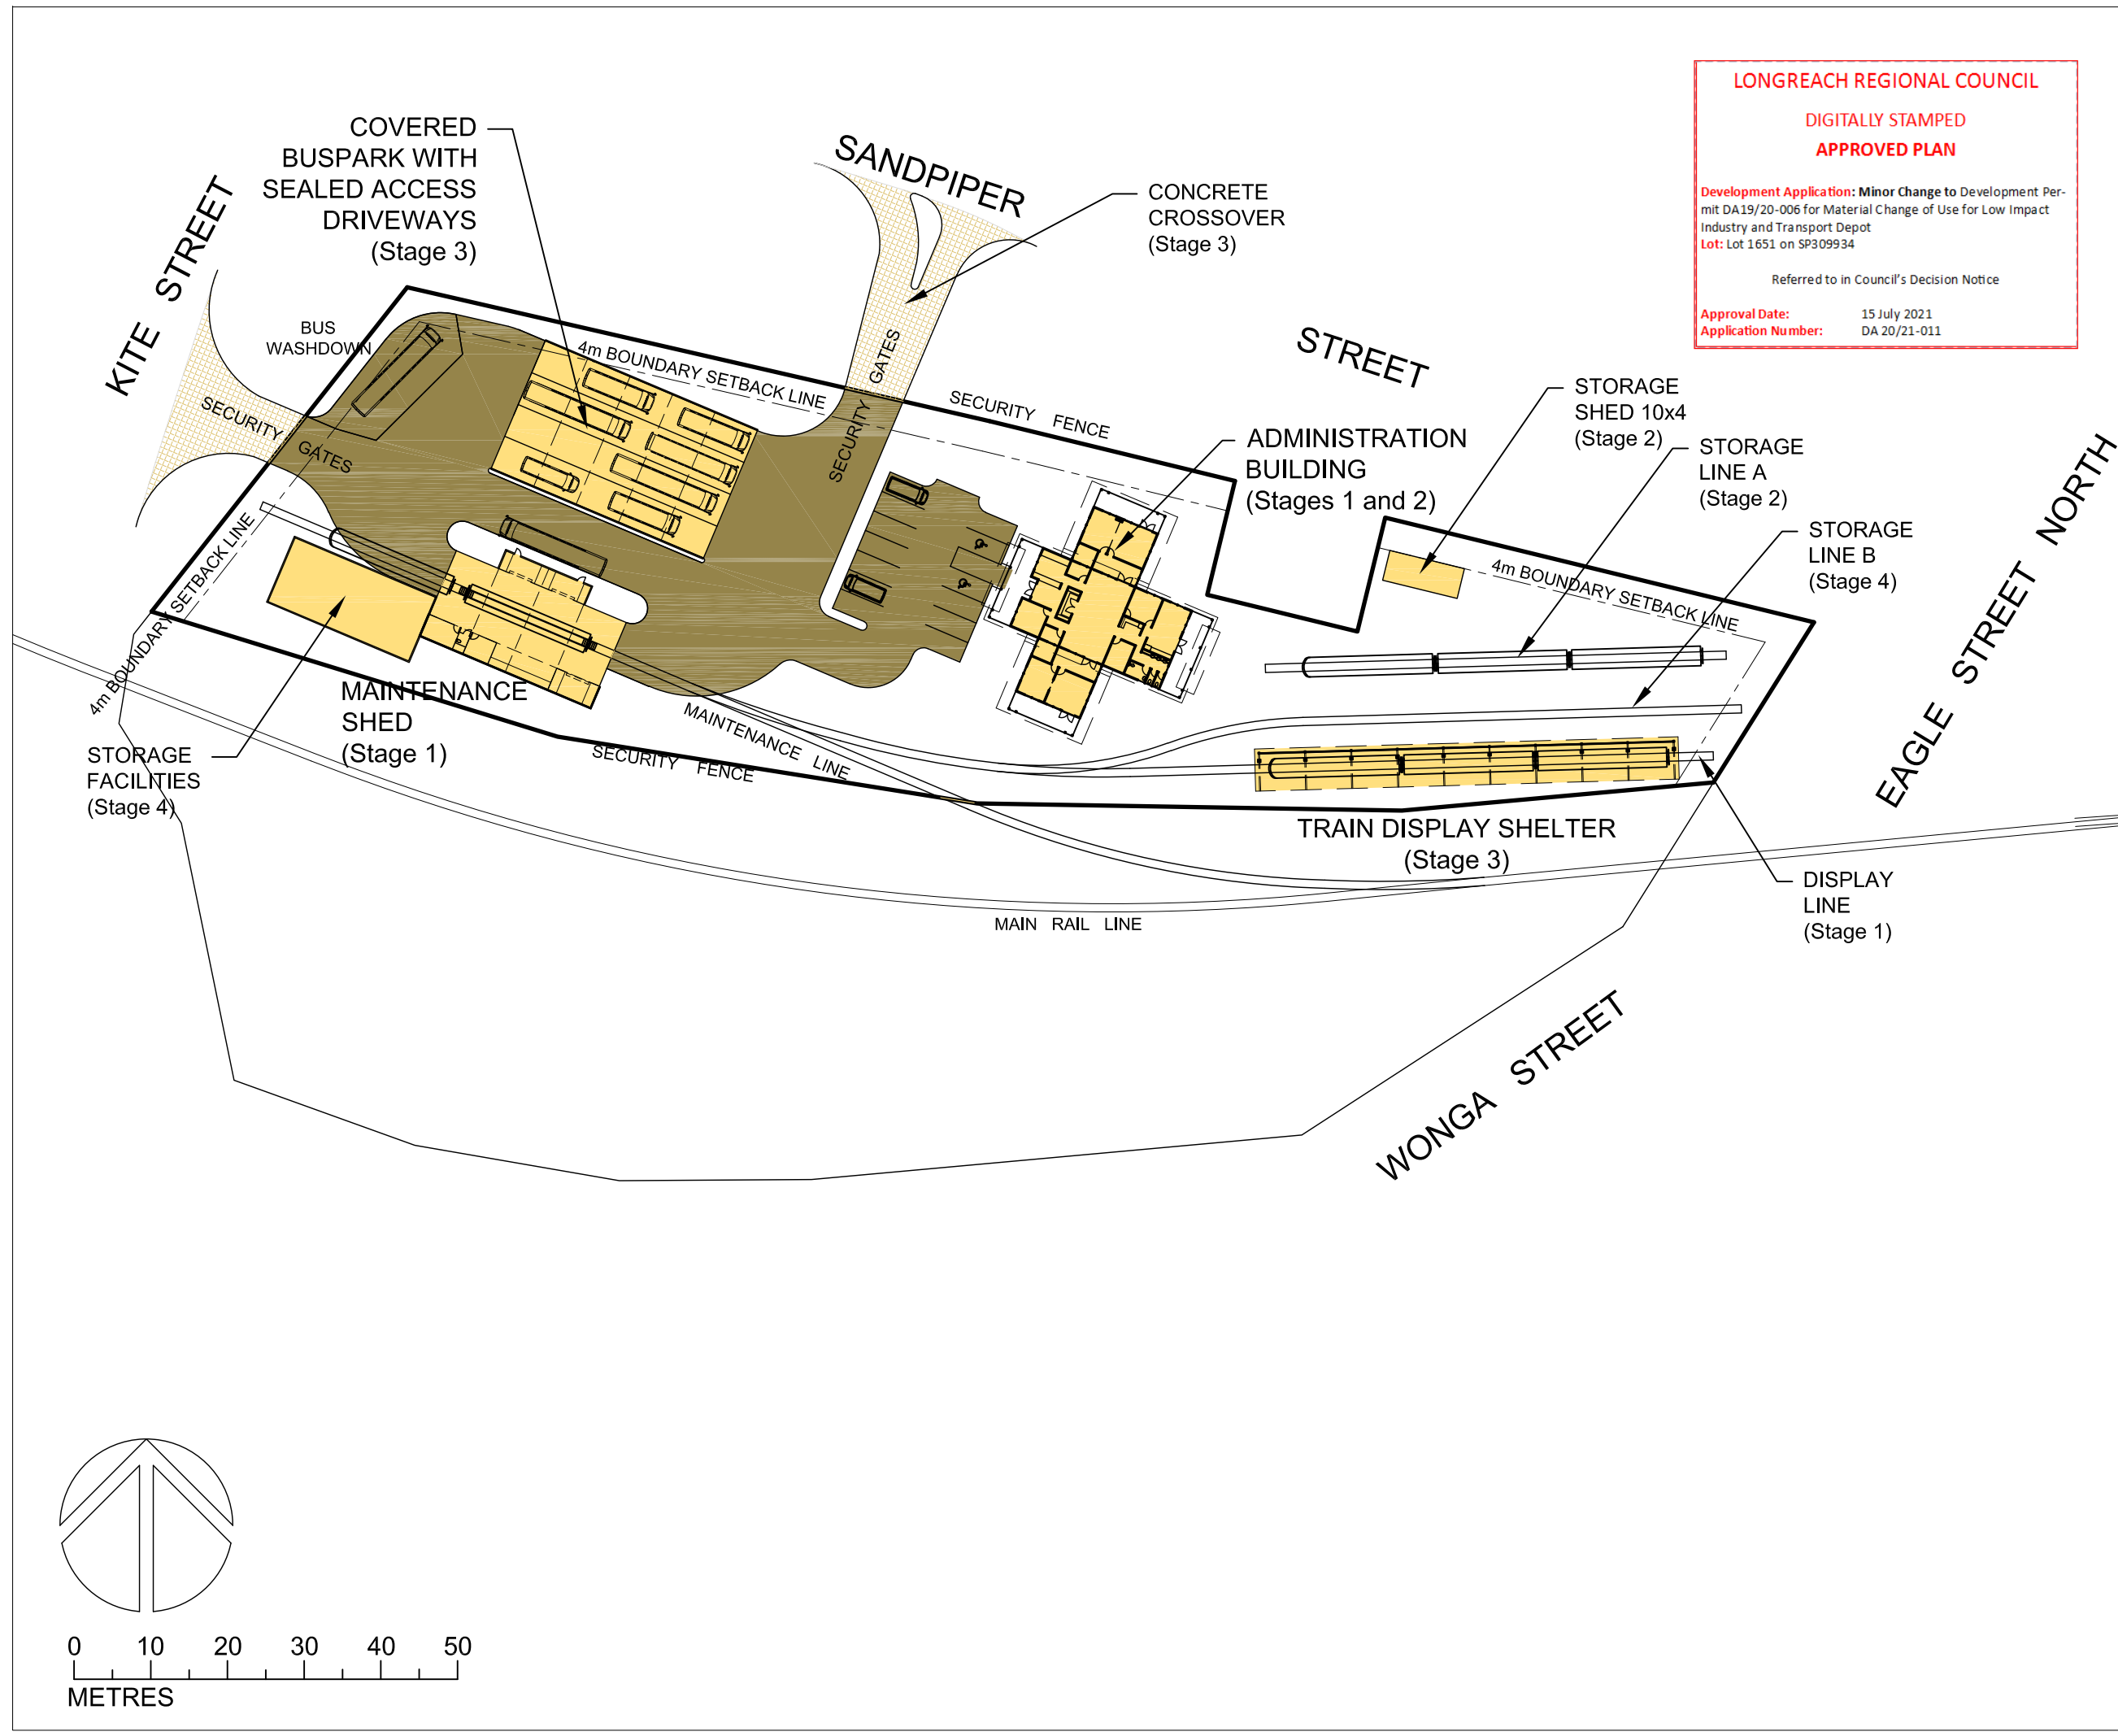 LONGREACH REGIONAL COUNCIL
DIGITALLY STAMPED
APPROVED PLAN
Development Application: Minor Change to Development Per-
mit DA19/20-006 for Material Change of Use for Low Impact
Industry and Transport Depot
Lot: Lot 1651 on SP309934
Referred to in Council's Decision Notice
Approval Date: 15 July 2021
Application Number: DA 20/21-011
COVERED
BUSPARK WITH
SEALED ACCESS
DRIVEWAYS
(Stage 3)
SANDPIPER
STREET
CONCRETE
CROSSOVER
(Stage 3)
KITE STREET
BUS
WASHDOWN
4m BOUNDARY SETBACK LINE
SECURITY GATES
SECURITY GATES
SECURITY FENCE
ADMINISTRATION
BUILDING
(Stages 1 and 2)
STORAGE
SHED 10x4
(Stage 2)
STORAGE
LINE A
(Stage 2)
STORAGE
LINE B
(Stage 4)
4m BOUNDARY SETBACK LINE
EAGLE STREET NORTH
4m BOUNDARY SETBACK LINE
MAINTENANCE
SHED
(Stage 1)
STORAGE
FACILITIES
(Stage 4)
MAINTENANCE LINE
SECURITY FENCE
TRAIN DISPLAY SHELTER
(Stage 3)
DISPLAY
LINE
(Stage 1)
MAIN RAIL LINE
WONGA STREET
0 10 20 30 40 50
METRES